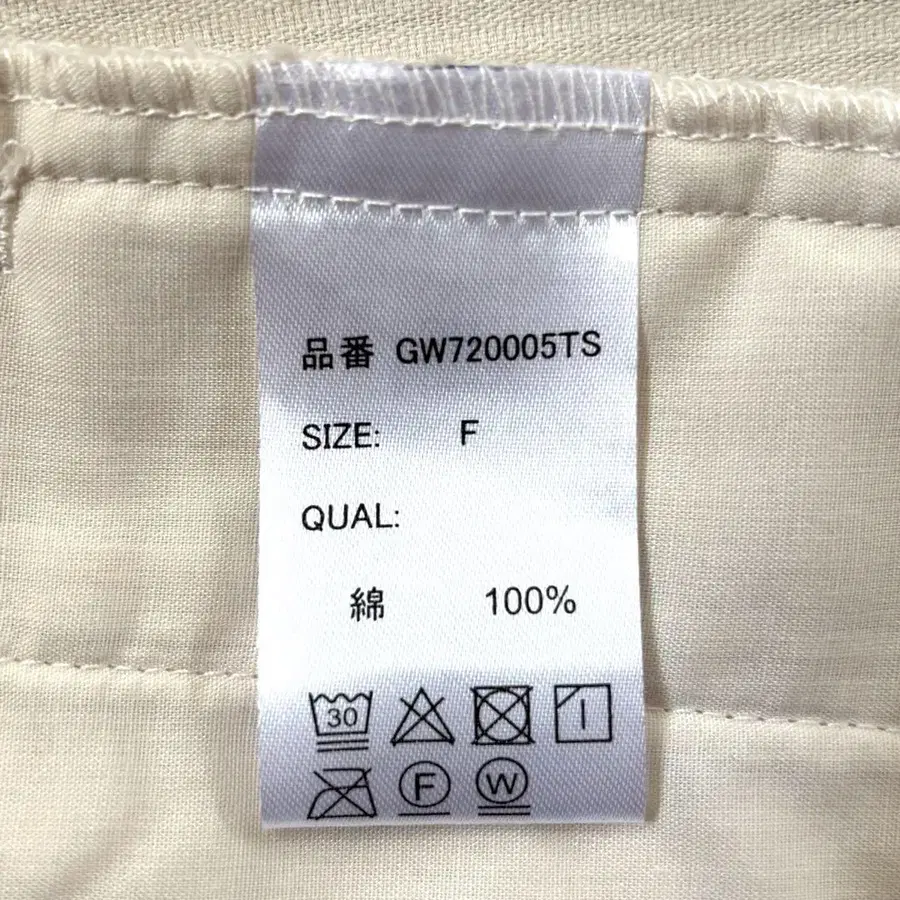 品番 GW720005TS
SIZE: F
QUAL:
綿 100%
30
F W